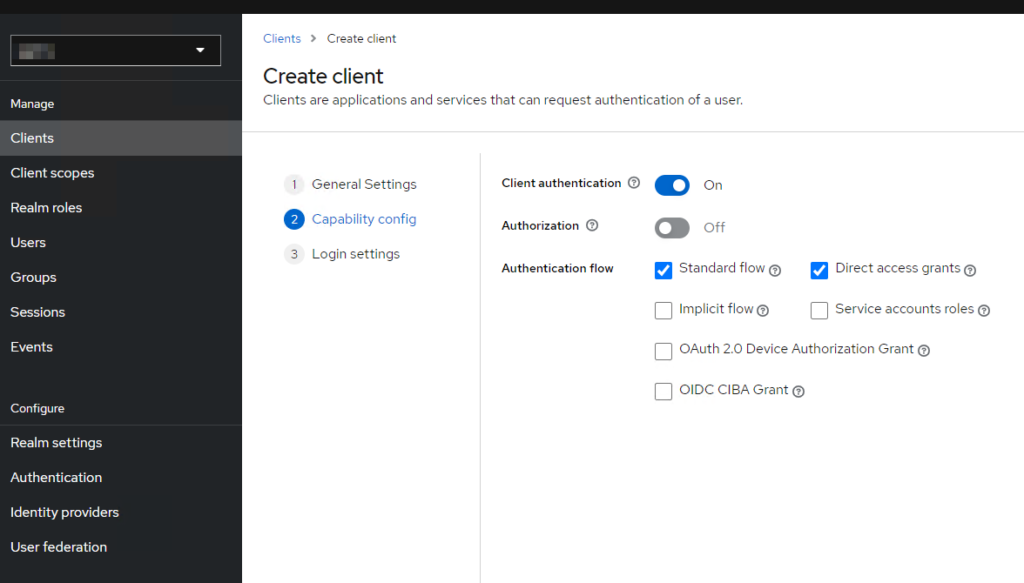 Manage
Clients
Client scopes
Realm roles
Users
Groups
Sessions
Events
Configure
Realm settings
Authentication
Identity providers
User federation
Clients > Create client
Create client
Clients are applications and services that can request authentication of a user.
1 General Settings
2 Capability config
3 Login settings
Client authentication ? On
Authorization ? Off
Authentication flow
Standard flow ? Direct access grants ?
Implicit flow ? Service accounts roles ?
OAuth 2.0 Device Authorization Grant ?
OIDC CIBA Grant ?